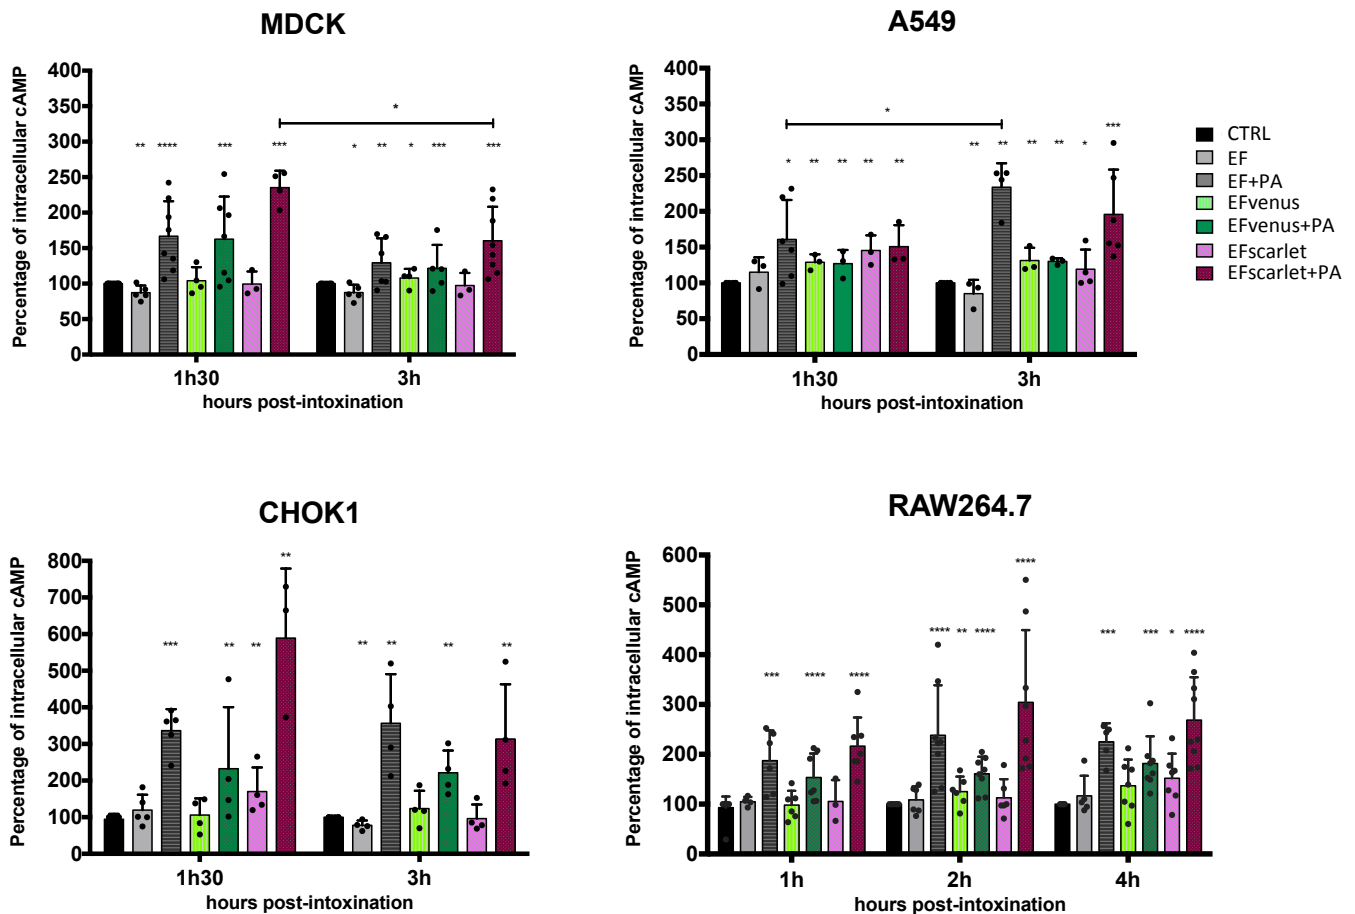 MDCK
Percentage of intracellular cAMP
400
350
300
250
200
150
100
50
0
*
** **** *** *** * ** * *** ***
1h30 3h
hours post-intoxination
A549
Percentage of intracellular cAMP
400
350
300
250
200
150
100
50
0
*
* ** ** ** ** ** ** ** ** * ***
1h30 3h
hours post-intoxination
CTRL
EF
EF+PA
EFvenus
EFvenus+PA
EFscarlet
EFscarlet+PA
CHOK1
Percentage of intracellular cAMP
800
700
600
500
400
300
200
100
0
*** ** ** ** ** ** ** **
1h30 3h
hours post-intoxination
RAW264.7
Percentage of intracellular cAMP
600
500
400
300
200
100
0
*** **** **** **** ** **** **** *** *** * ****
1h 2h 4h
hours post-intoxination